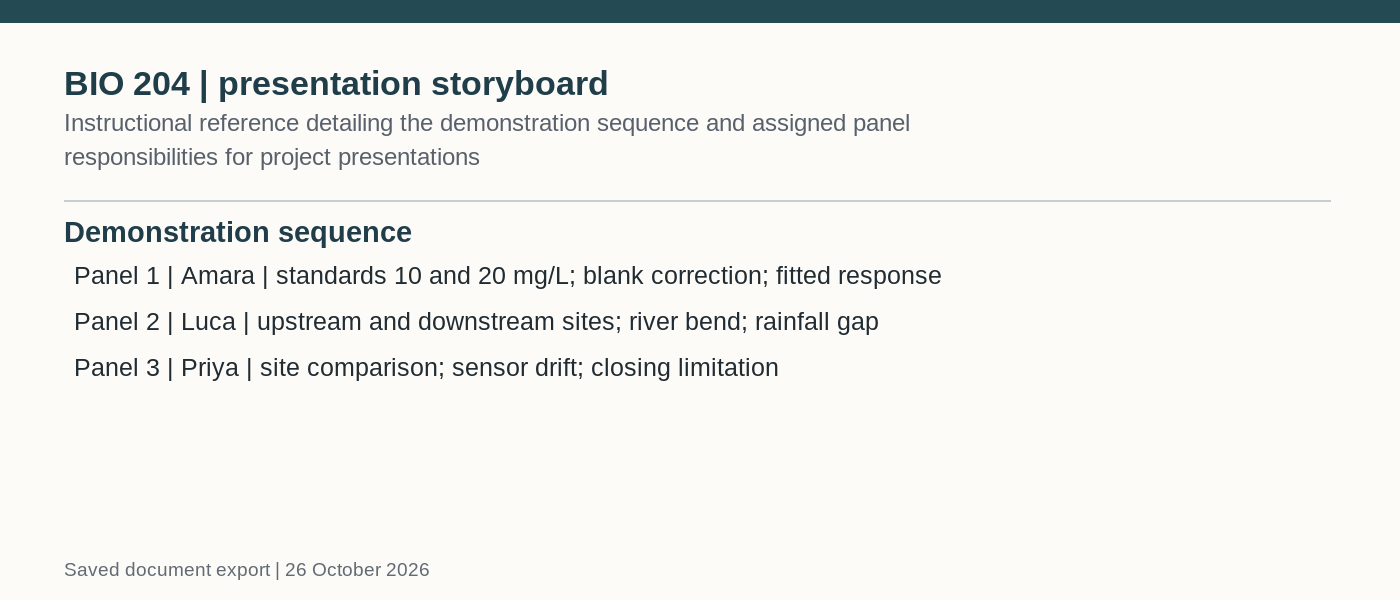 BIO 204 | presentation storyboard
Instructional reference detailing the demonstration sequence and assigned panel
responsibilities for project presentations
Demonstration sequence
Panel 1 | Amara | standards 10 and 20 mg/L; blank correction; fitted response
Panel 2 | Luca | upstream and downstream sites; river bend; rainfall gap
Panel 3 | Priya | site comparison; sensor drift; closing limitation
Saved document export | 26 October 2026